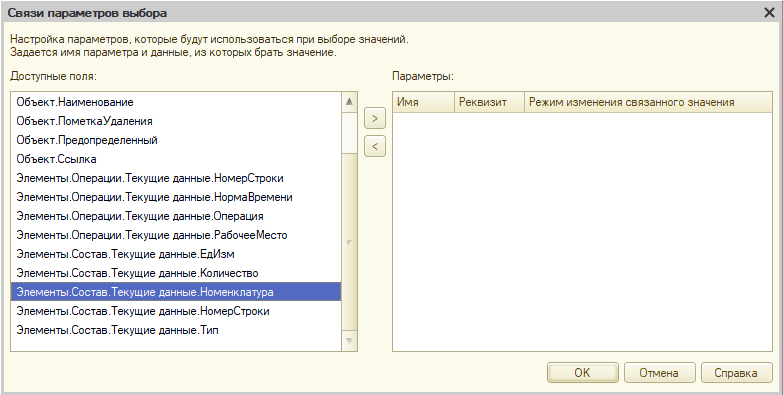 Связи параметров выбора
Настройка параметров, которые будут использоваться при выборе значений.
Задается имя параметра и данные, из которых брать значение.
Доступные поля:
Параметры:
Объект.Наименование
Объект.ПометкаУдаления
Объект.Предопределенный
Объект.Ссылка
Элементы.Операции.Текущие данные.НомерСтроки
Элементы.Операции.Текущие данные.НормаВремени
Элементы.Операции.Текущие данные.Операция
Элементы.Операции.Текущие данные.РабочееМесто
Элементы.Состав.Текущие данные.ЕдИзм
Элементы.Состав.Текущие данные.Количество
Элементы.Состав.Текущие данные.Номенклатура
Элементы.Состав.Текущие данные.НомерСтроки
Элементы.Состав.Текущие данные.Тип
>
<
Имя Реквизит Режим изменения связанного значения
OK Отмена Справка